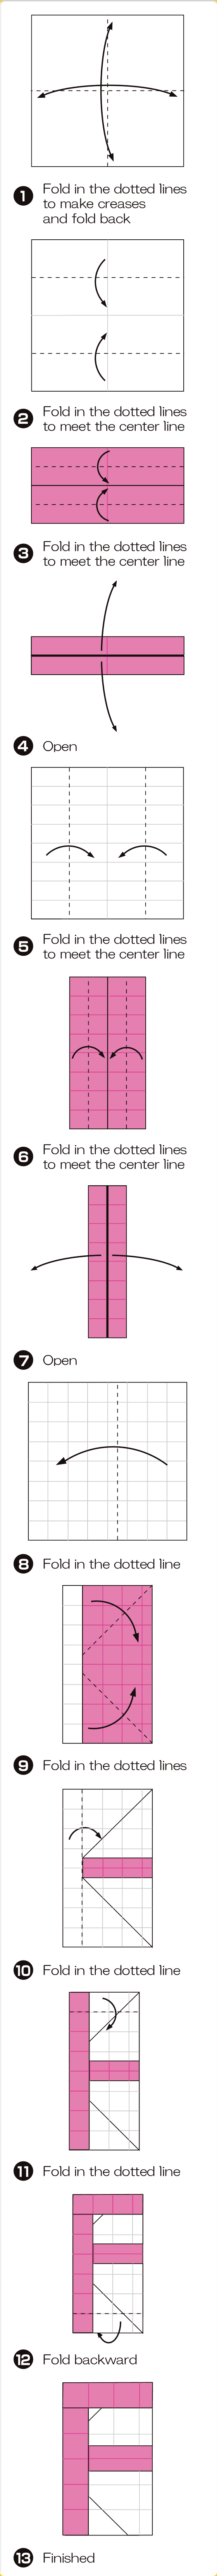 1 Fold in the dotted lines
to make creases
and fold back
2 Fold in the dotted lines
to meet the center line
3 Fold in the dotted lines
to meet the center line
4 Open
5 Fold in the dotted lines
to meet the center line
6 Fold in the dotted lines
to meet the center line
7 Open
8 Fold in the dotted line
9 Fold in the dotted lines
10 Fold in the dotted line
11 Fold in the dotted line
12 Fold backward
13 Finished